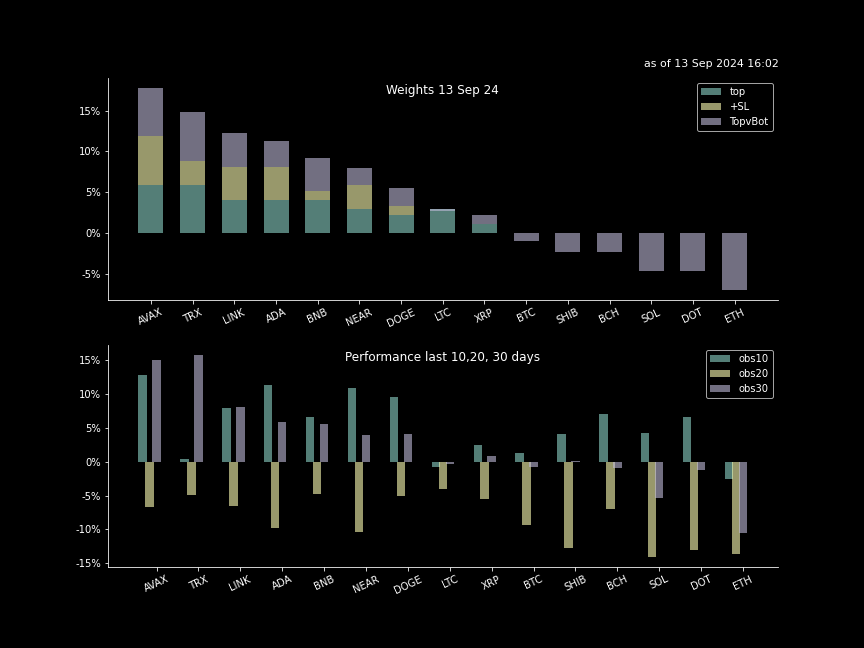 as of 13 Sep 2024 16:02
Weights 13 Sep 24
top
+SL
TopvBot
15%
10%
5%
0%
-5%
AVAX TRX LINK ADA BNB NEAR DOGE LTC XRP BTC SHIB BCH SOL DOT ETH
Performance last 10,20, 30 days
obs10
obs20
obs30
15%
10%
5%
0%
-5%
-10%
-15%
AVAX TRX LINK ADA BNB NEAR DOGE LTC XRP BTC SHIB BCH SOL DOT ETH